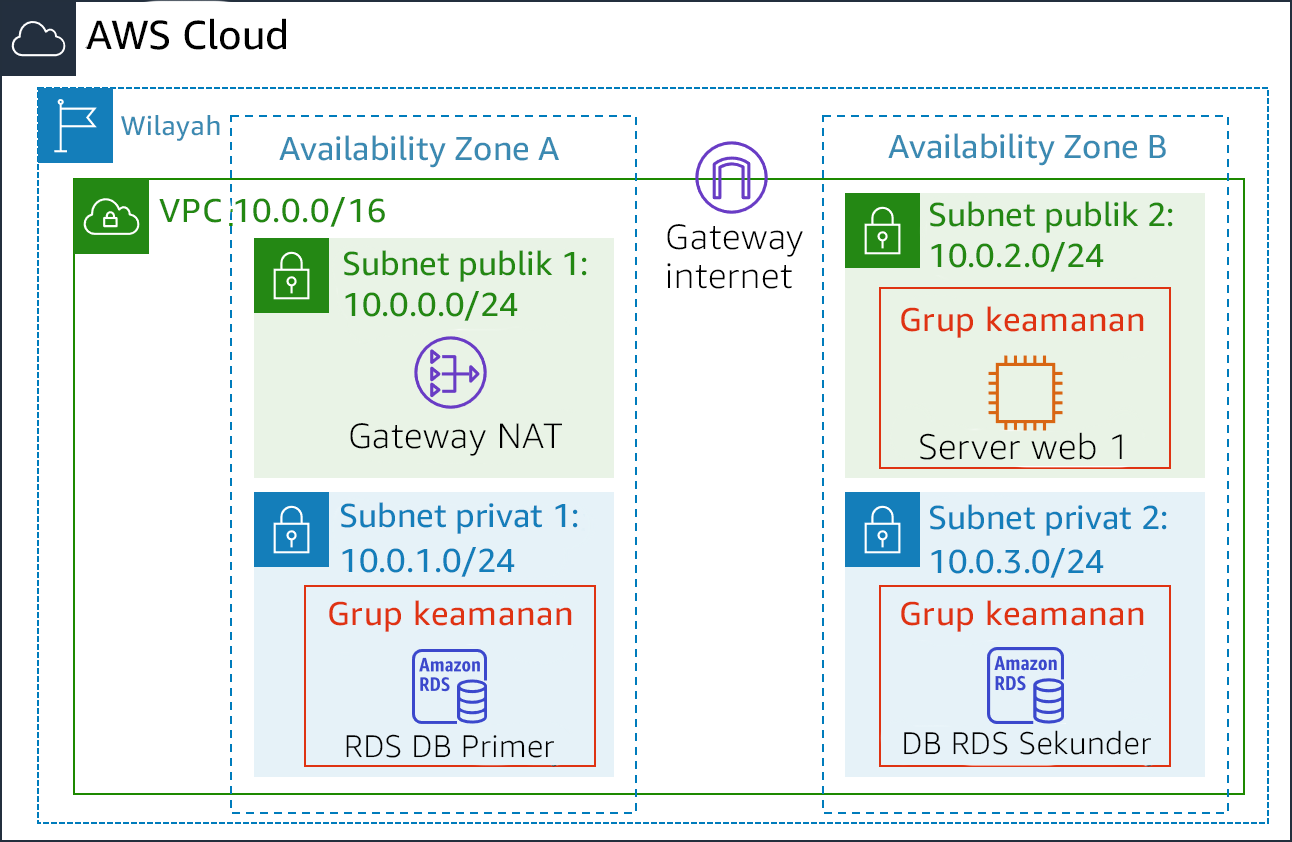 AWS Cloud
Wilayah
Availability Zone A
Availability Zone B
VPC 10.0.0/16
Gateway
internet
Subnet publik 1:
10.0.0.0/24
Gateway NAT
Subnet publik 2:
10.0.2.0/24
Grup keamanan
Server web 1
Subnet privat 1:
10.0.1.0/24
Grup keamanan
Amazon
RDS
RDS DB Primer
Subnet privat 2:
10.0.3.0/24
Grup keamanan
Amazon
RDS
DB RDS Sekunder